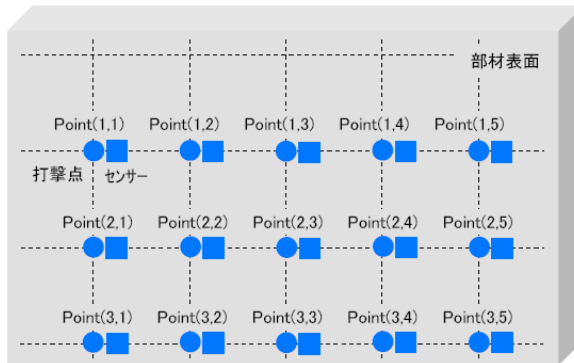 部材表面
Point(1,1) Point(1,2) Point(1,3) Point(1,4) Point(1,5)
打撃点 センサー
Point(2,1) Point(2,2) Point(2,3) Point(2,4) Point(2,5)
Point(3,1) Point(3,2) Point(3,3) Point(3,4) Point(3,5)